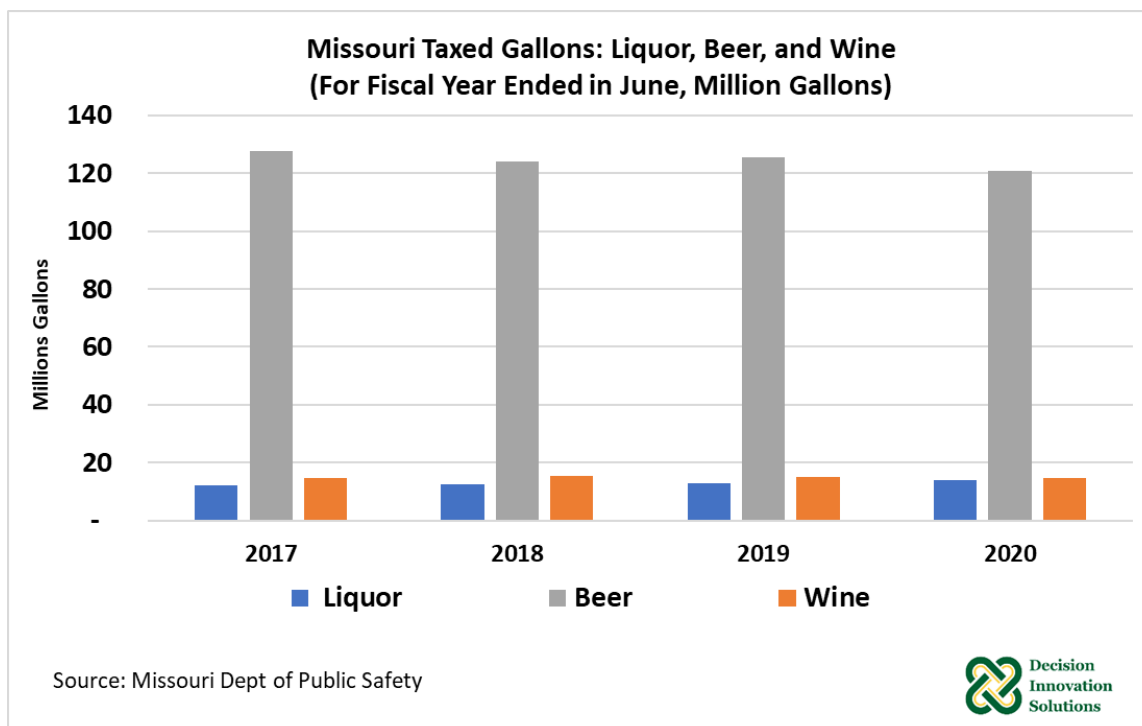 Missouri Taxed Gallons: Liquor, Beer, and Wine
(For Fiscal Year Ended in June, Million Gallons)
Millions Gallons
140
120
100
80
60
40
20
-
2017 2018 2019 2020
Liquor Beer Wine
Source: Missouri Dept of Public Safety
Decision
Innovation
Solutions